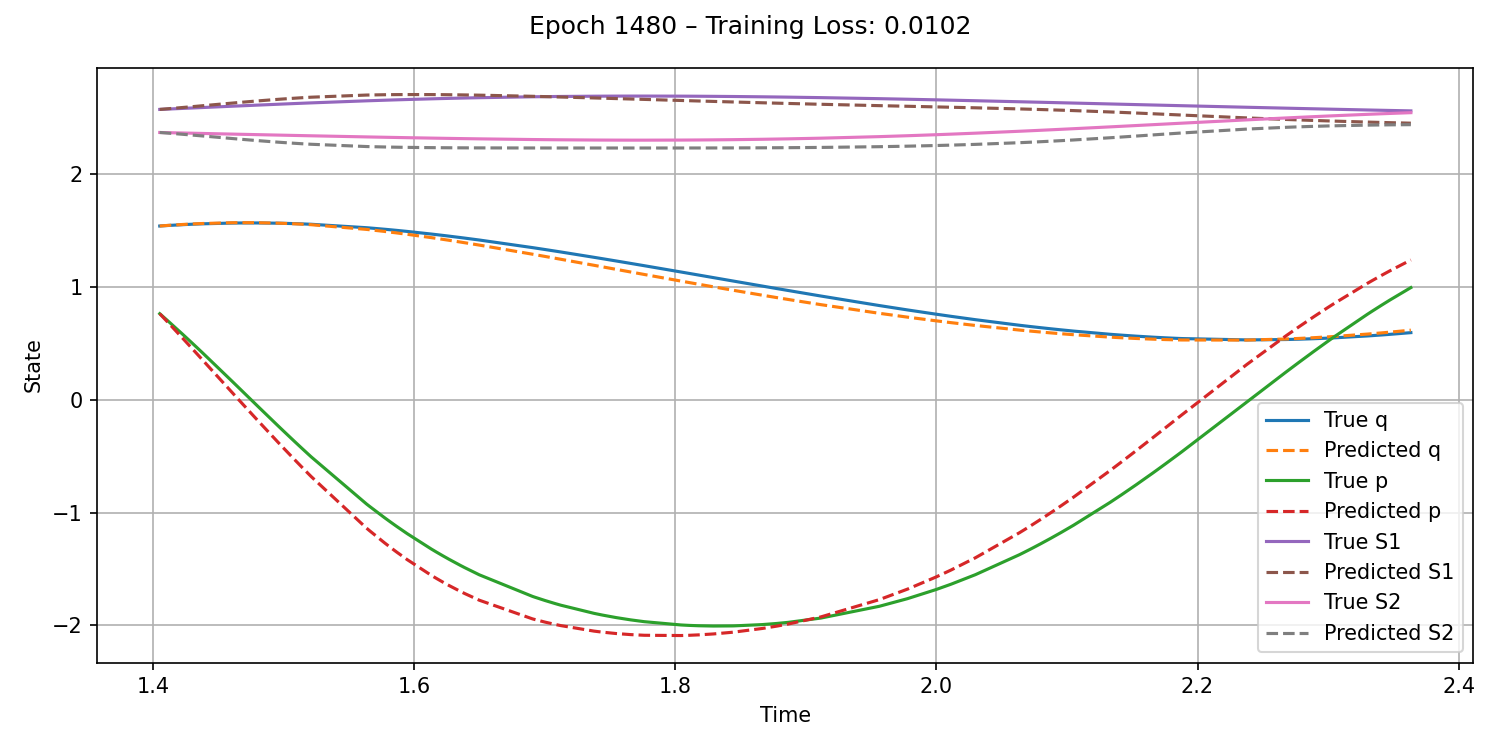 Epoch 1480 – Training Loss: 0.0102
State
2
1
0
−1
−2
1.4
1.6
1.8
2.0
2.2
2.4
Time
True q
Predicted q
True p
Predicted p
True S1
Predicted S1
True S2
Predicted S2